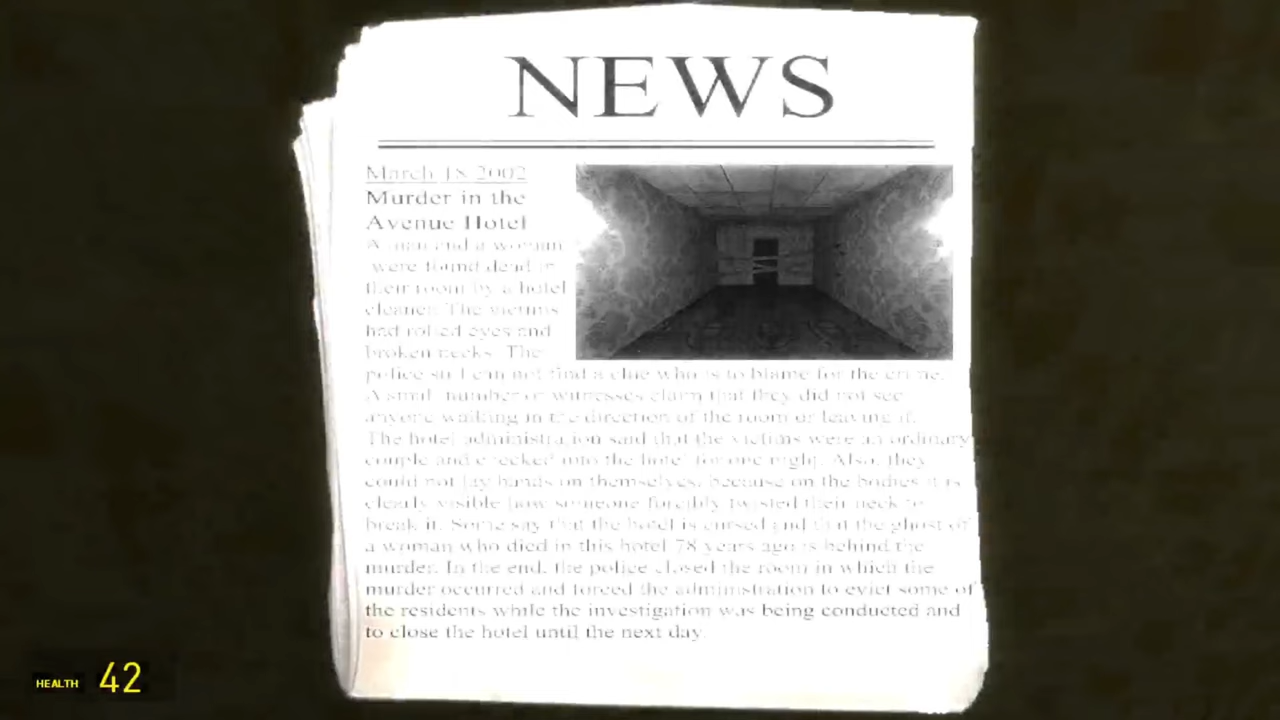 NEWS
March 18 2002
Murder in the
Avenue Hotel
A man end a woman
were found dead in
their room by a hotel
cleaner. The victims
had rolled eyes and
broken necks. The
police still can not find a clue who is to blame for the crime.
A small number of witnesses claim that they did not see
anyone walking in the direction of the room or leaving it.
The hotel administration said that the victims were an ordinary
couple and checked into the hotel for one night. Also, they
could not lay hands on themselves, because on the bodies it is
clearly visible how someone forcibly twisted their neck to
break it. Some say that the hotel is cursed and that the ghost of
a woman who died in this hotel 78 years ago is behind the
murder. In the end, the police closed the room in which the
murder occurred and forced the administration to evict some of
the residents while the investigation was being conducted and
to close the hotel until the next day.
HEALTH 42